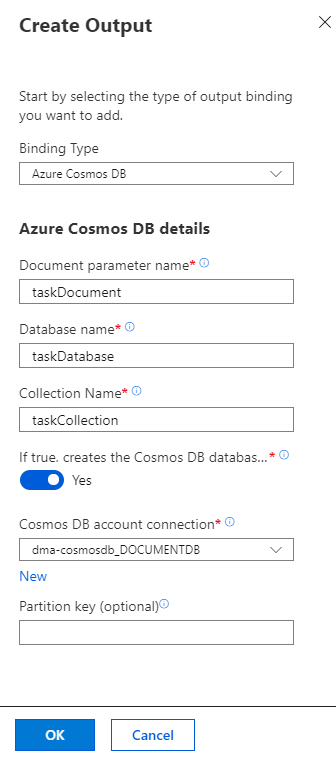 Create Output
Start by selecting the type of output binding
you want to add.
Binding Type
Azure Cosmos DB
Azure Cosmos DB details
Document parameter name*
taskDocument
Database name*
taskDatabase
Collection Name*
taskCollection
If true, creates the Cosmos DB databas...*
Yes
Cosmos DB account connection*
dma-cosmosdb_DOCUMENTDB
New
Partition key (optional)
OK
Cancel